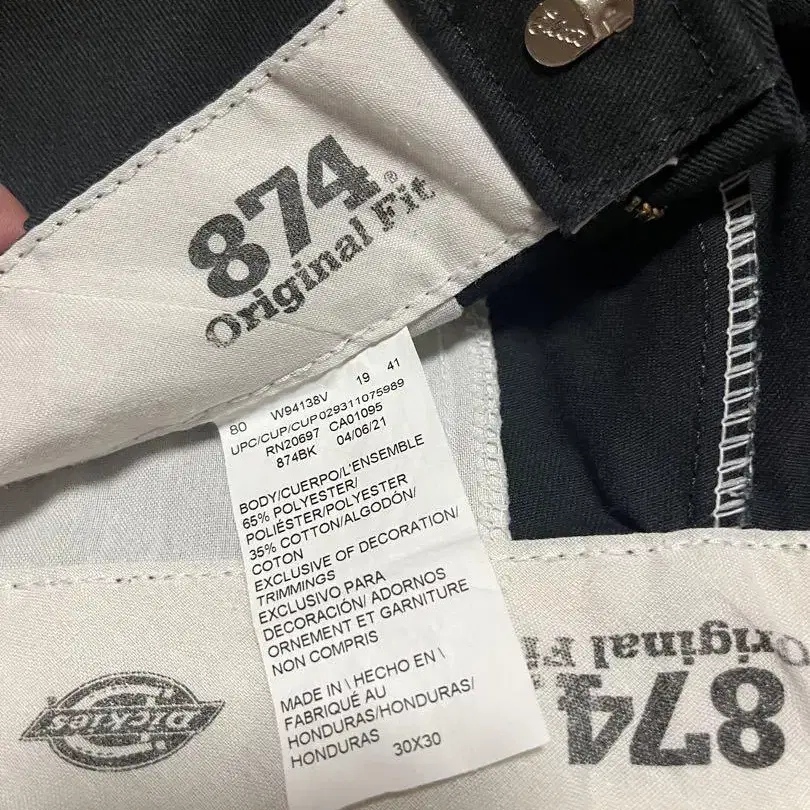 874®
Original Fit
80 W94138V 19 41
UPC/CUP/CUP029311075989
RN20697 CA01095
874BK 04/06/21
BODY/CUERPO/L'ENSEMBLE
65% POLYESTER/
POLIÉSTER/POLYESTER
35% COTTON/ALGODÓN/
COTON
EXCLUSIVE OF DECORATION/
TRIMMINGS
EXCLUSIVO PARA
DECORACIÓN/ ADORNOS
ORNEMENT ET GARNITURE
NON COMPRIS
MADE IN \ HECHO EN \
FABRIQUÉ AU
HONDURAS/HONDURAS/
HONDURAS 30X30
Dickies
874
Original Fi